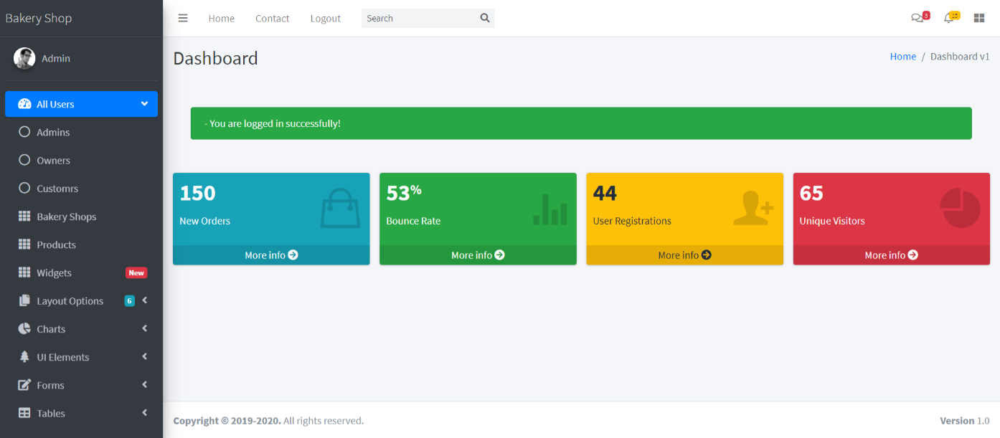 Bakery Shop
Admin
All Users
Admins
Owners
Customrs
Bakery Shops
Products
Widgets New
Layout Options 6
Charts
UI Elements
Forms
Tables
Home Contact Logout Search 3 15
Dashboard
Home / Dashboard v1
- You are logged in successfully!
150
New Orders
More info
53%
Bounce Rate
More info
44
User Registrations
More info
65
Unique Visitors
More info
Copyright © 2019-2020. All rights reserved.
Version 1.0